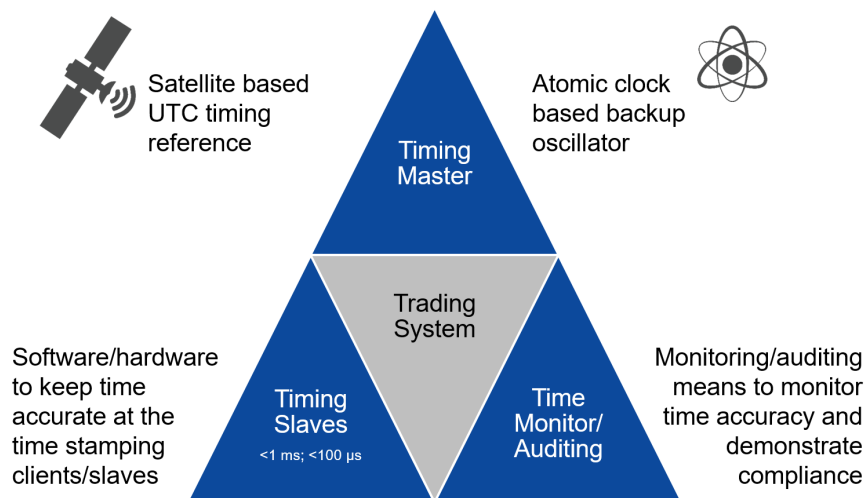 Satellite based
UTC timing
reference
Atomic clock
based backup
oscillator
Timing
Master
Trading
System
Software/hardware
to keep time
accurate at the
time stamping
clients/slaves
Timing
Slaves
<1 ms; <100 µs
Time
Monitor/
Auditing
Monitoring/auditing
means to monitor
time accuracy and
demonstrate
compliance